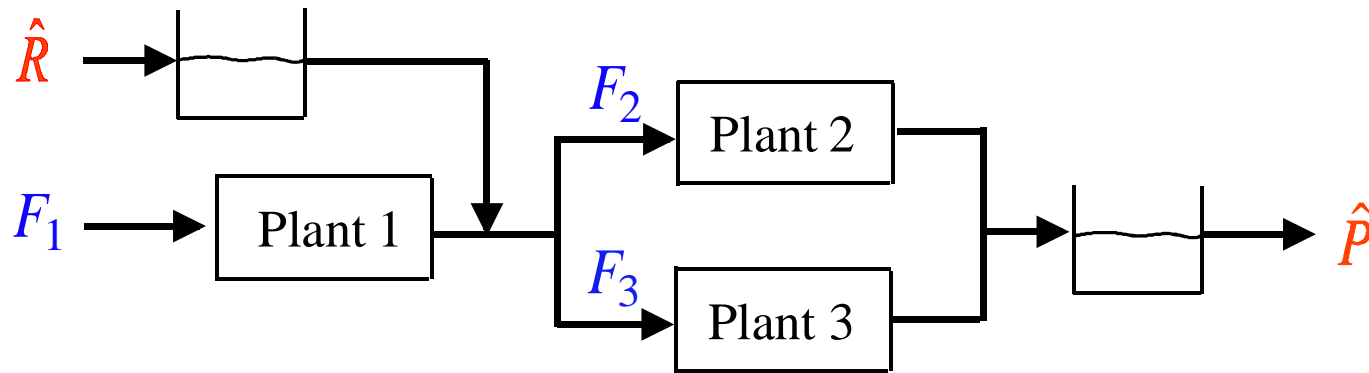 R̂
F₁
Plant 1
F₂
Plant 2
F₃
Plant 3
P̂